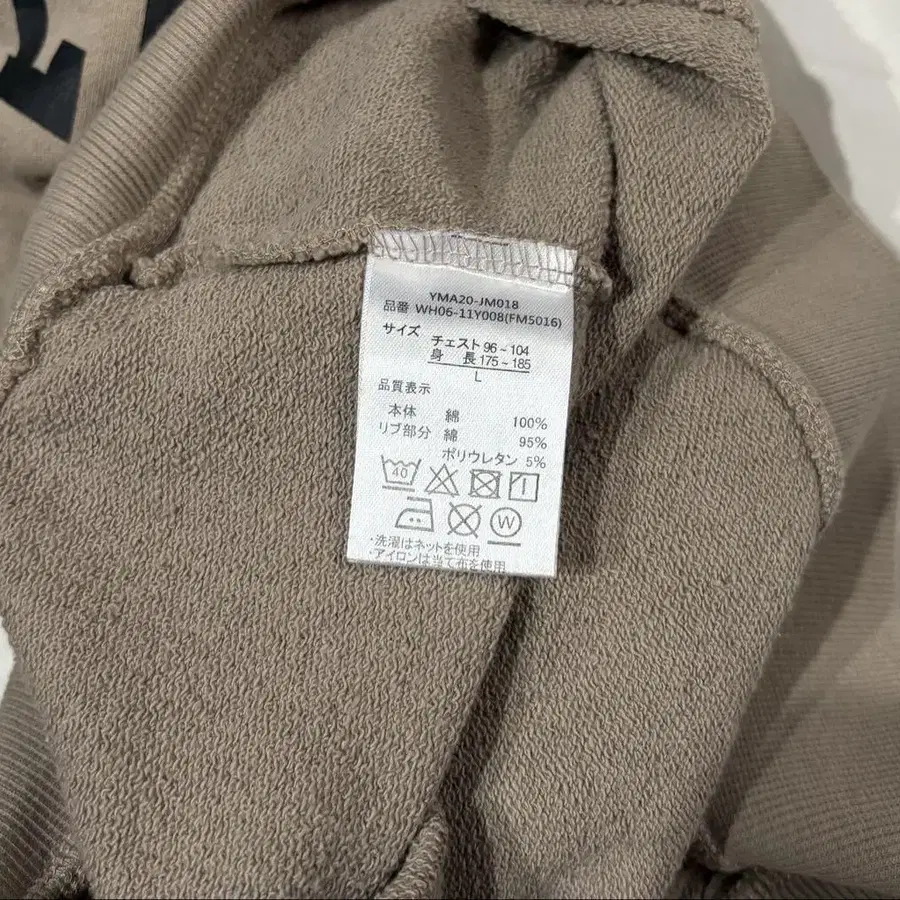 YMA20-JM018
品番 WH06-11Y008(FM5016)
サイズ
チェスト 96~104
身 長 175~185
L
品質表示
本体 綿 100%
リブ部分 綿 95%
ポリウレタン 5%
40
W
・洗濯はネットを使用
・アイロンは当て布を使用